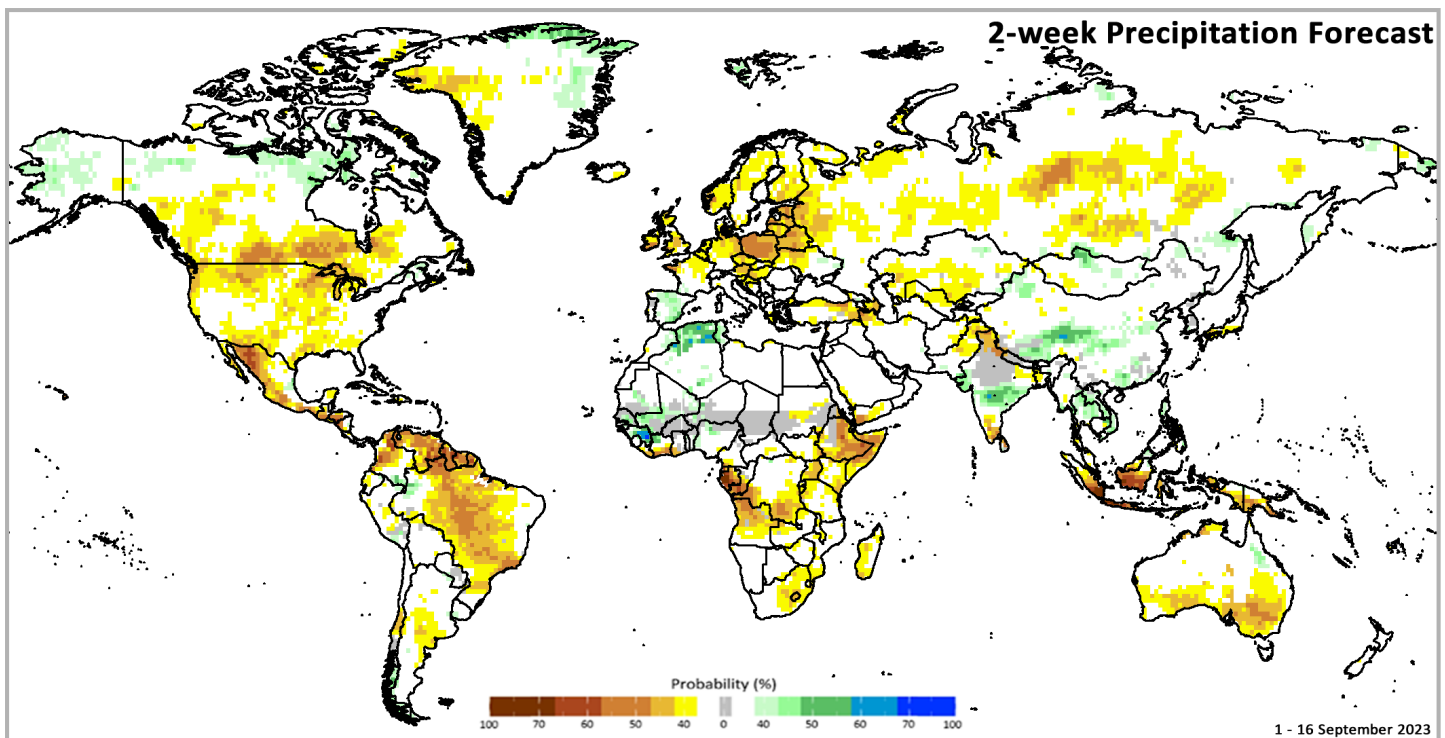 2-week Precipitation Forecast
Probability (%)
100 70 60 50 40 0 40 50 60 70 100
1 - 16 September 2023